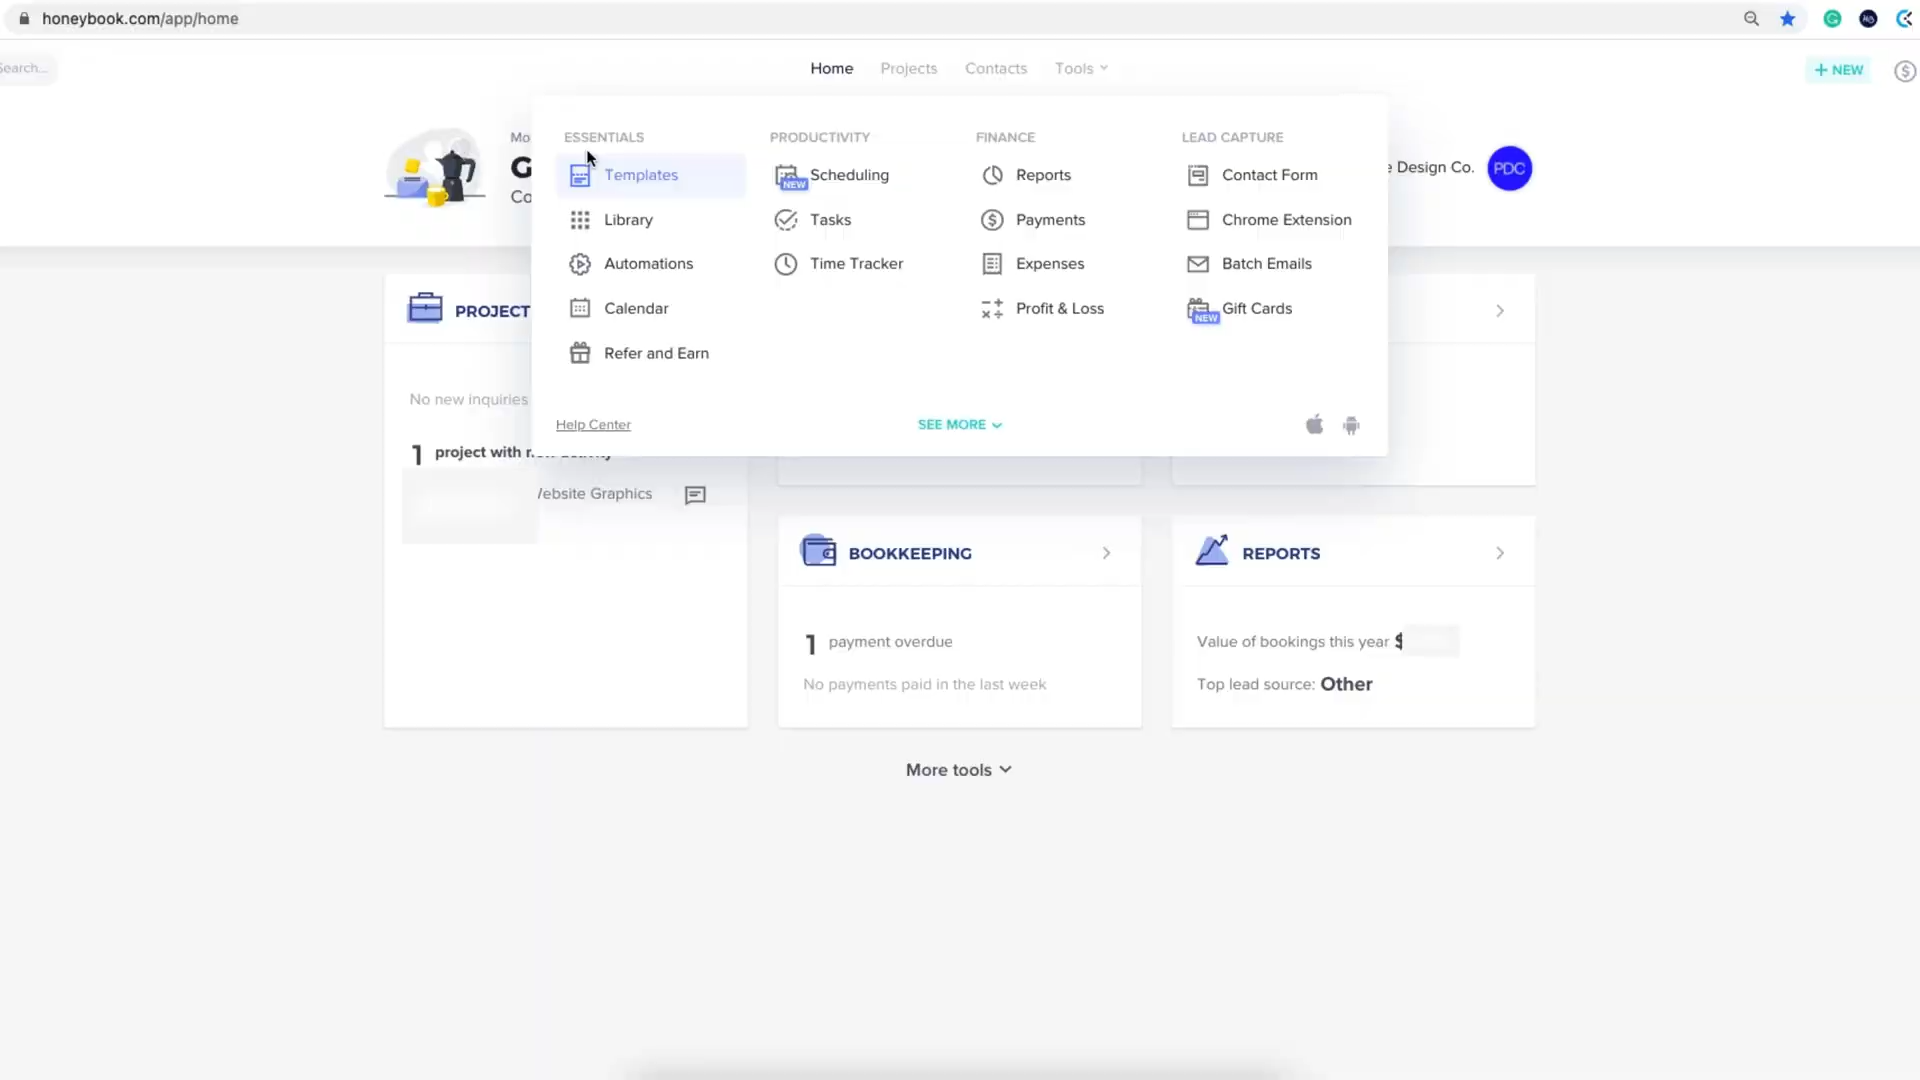 honeybook.com/app/home
Search...
Home
Projects
Contacts
Tools
+ NEW
Mo
G
Co
Design Co.
PDC
ESSENTIALS
Templates
Library
Automations
Calendar
Refer and Earn
PRODUCTIVITY
NEW
Scheduling
Tasks
Time Tracker
FINANCE
Reports
Payments
Expenses
Profit & Loss
LEAD CAPTURE
Contact Form
Chrome Extension
Batch Emails
NEW
Gift Cards
Help Center
SEE MORE
PROJECT
No new inquiries
1 project with
Website Graphics
BOOKKEEPING
1 payment overdue
No payments paid in the last week
REPORTS
Value of bookings this year $
Top lead source: Other
More tools